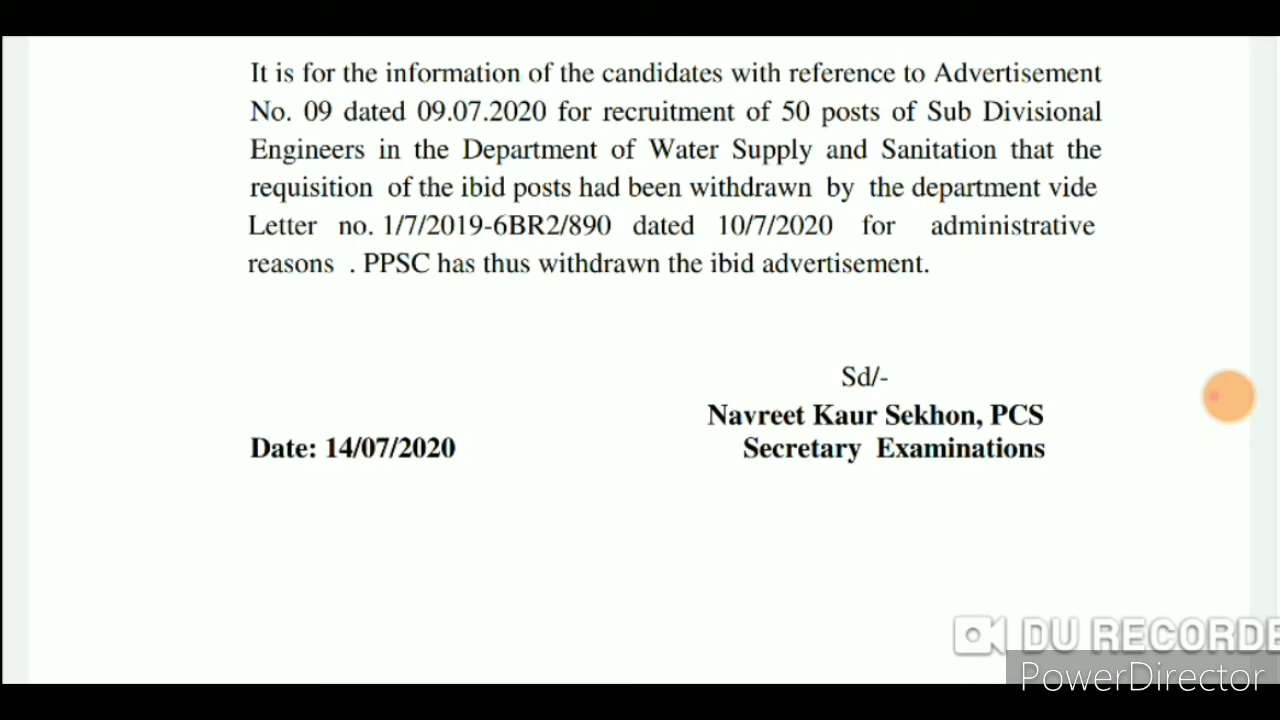 It is for the information of the candidates with reference to Advertisement
No. 09 dated 09.07.2020 for recruitment of 50 posts of Sub Divisional
Engineers in the Department of Water Supply and Sanitation that the
requisition of the ibid posts had been withdrawn by the department vide
Letter no. 1/7/2019-6BR2/890 dated 10/7/2020 for administrative
reasons . PPSC has thus withdrawn the ibid advertisement.
Sd/-
Navreet Kaur Sekhon, PCS
Date: 14/07/2020 Secretary Examinations
DU RECORDE
PowerDirector